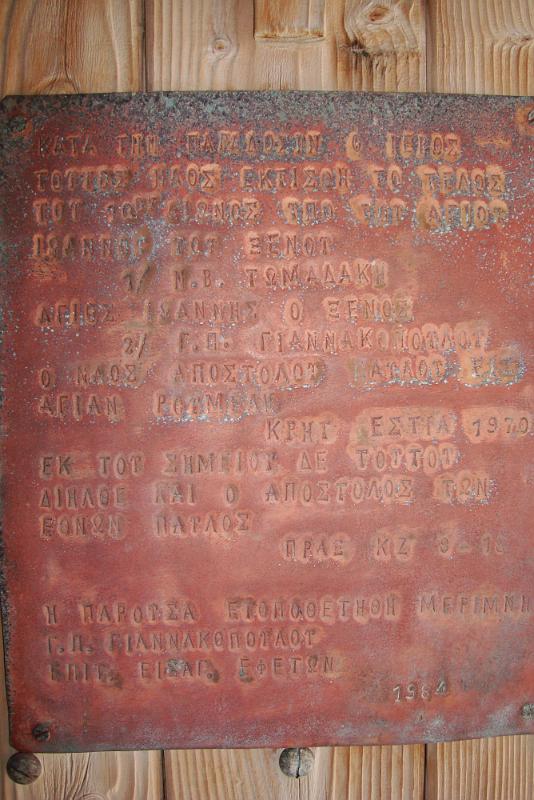 ΚΑΤΑ ΤΗΝ ΠΑΡΑΔΟΣΙΝ Ο ΙΕΡΟΣ
ΤΟΥΤΟΣ ΝΑΟΣ ΕΚΤΙΣΘΗ ΤΟ ΤΕΛΟΣ
ΤΟΥ ΑΙΩΝΟΣ ΥΠΟ ΤΟΥ ΑΓΙΟΥ
ΙΩΑΝΝΟΥ ΤΟΥ ΞΕΝΟΥ
1/ Ν.Β. ΤΩΜΑΔΑΚΗ
ΑΓΙΟΣ ΙΩΑΝΝΗΣ Ο ΞΕΝΟΣ
2/ Γ.Π. ΓΙΑΝΝΑΚΟΠΟΥΛΟΥ
Ο ΝΑΟΣ ΑΠΟΣΤΟΛΟΥ ΠΑΥΛΟΥ ΕΙΣ
ΑΓΙΑΝ ΡΟΥΜΕΛΗ
ΚΡΗΤ ΕΣΤΙΑ 1970
ΕΚ ΤΟΥ ΣΗΜΕΙΟΥ ΔΕ ΤΟΥΤΟΥ
ΔΙΗΛΘΕ ΚΑΙ Ο ΑΠΟΣΤΟΛΟΣ ΤΩΝ
ΕΘΝΩΝ ΠΑΥΛΟΣ
ΠΡΑΞ ΚΖ
Η ΠΑΡΟΥΣΑ ΕΤΟΠΟΘΕΤΗΘΗ ΜΕΡΙΜΝΗ
Γ.Π. ΓΙΑΝΝΑΚΟΠΟΥΛΟΥ
ΕΠΙΤ. ΕΙΣΑΓ. ΕΦΕΤΩΝ
1984